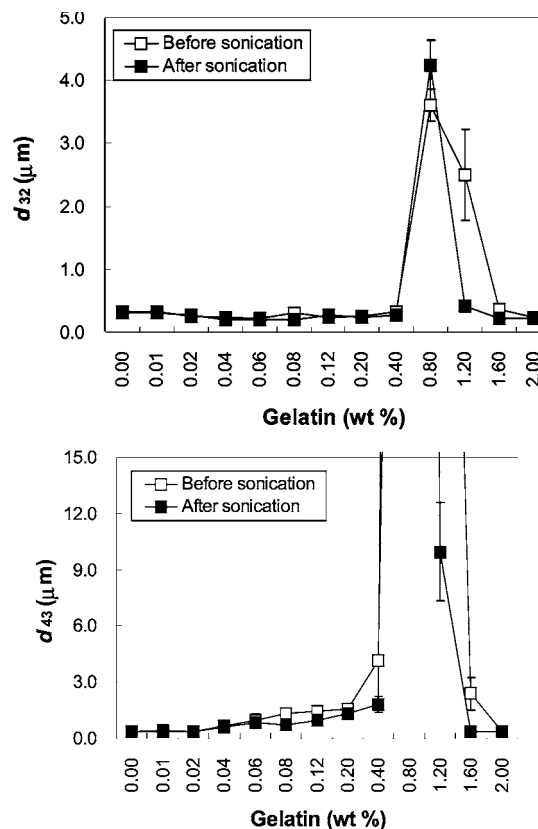 5.0
4.0
3.0
2.0
1.0
0.0
d 32 (μm)
Before sonication
After sonication
0.00 0.01 0.02 0.04 0.06 0.08 0.12 0.20 0.40 0.80 1.20 1.60 2.00
Gelatin (wt %)
15.0
12.0
9.0
6.0
3.0
0.0
d 43 (μm)
Before sonication
After sonication
0.00 0.01 0.02 0.04 0.06 0.08 0.12 0.20 0.40 0.80 1.20 1.60 2.00
Gelatin (wt %)